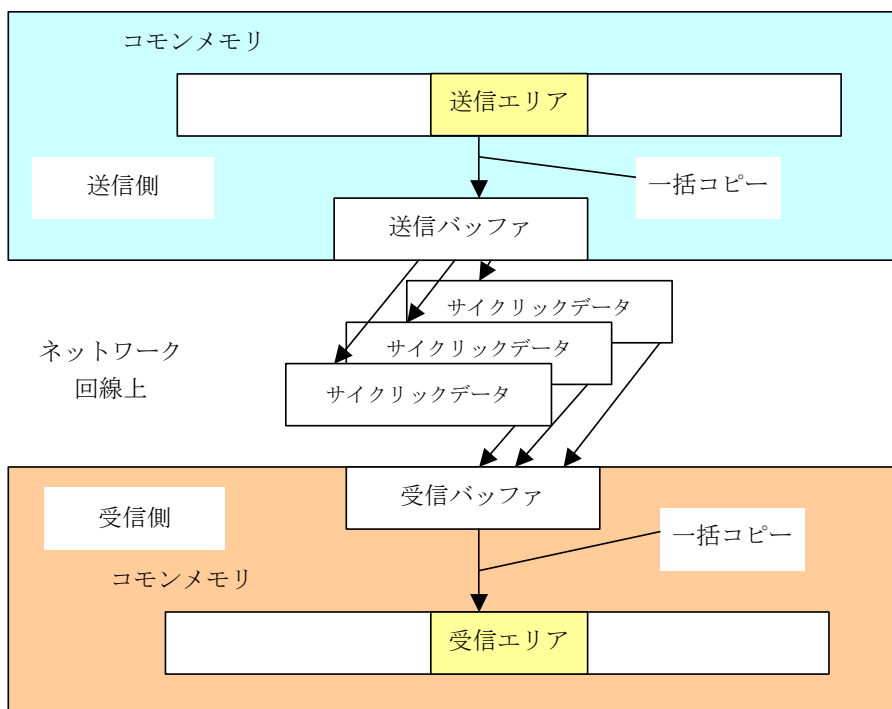 コモンメモリ
送信エリア
送信側
一括コピー
送信バッファ
サイクリックデータ
サイクリックデータ
サイクリックデータ
ネットワーク
回線上
受信バッファ
受信側
一括コピー
コモンメモリ
受信エリア